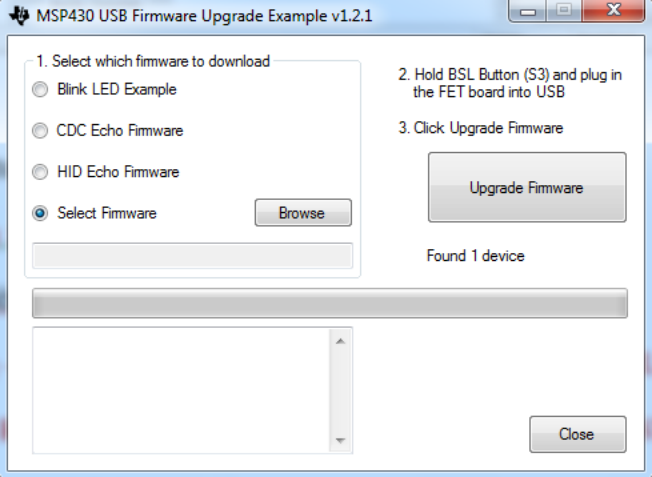 MSP430 USB Firmware Upgrade Example v1.2.1
1. Select which firmware to download
Blink LED Example
CDC Echo Firmware
HID Echo Firmware
Select Firmware
Browse
2. Hold BSL Button (S3) and plug in
the FET board into USB
3. Click Upgrade Firmware
Upgrade Firmware
Found 1 device
Close